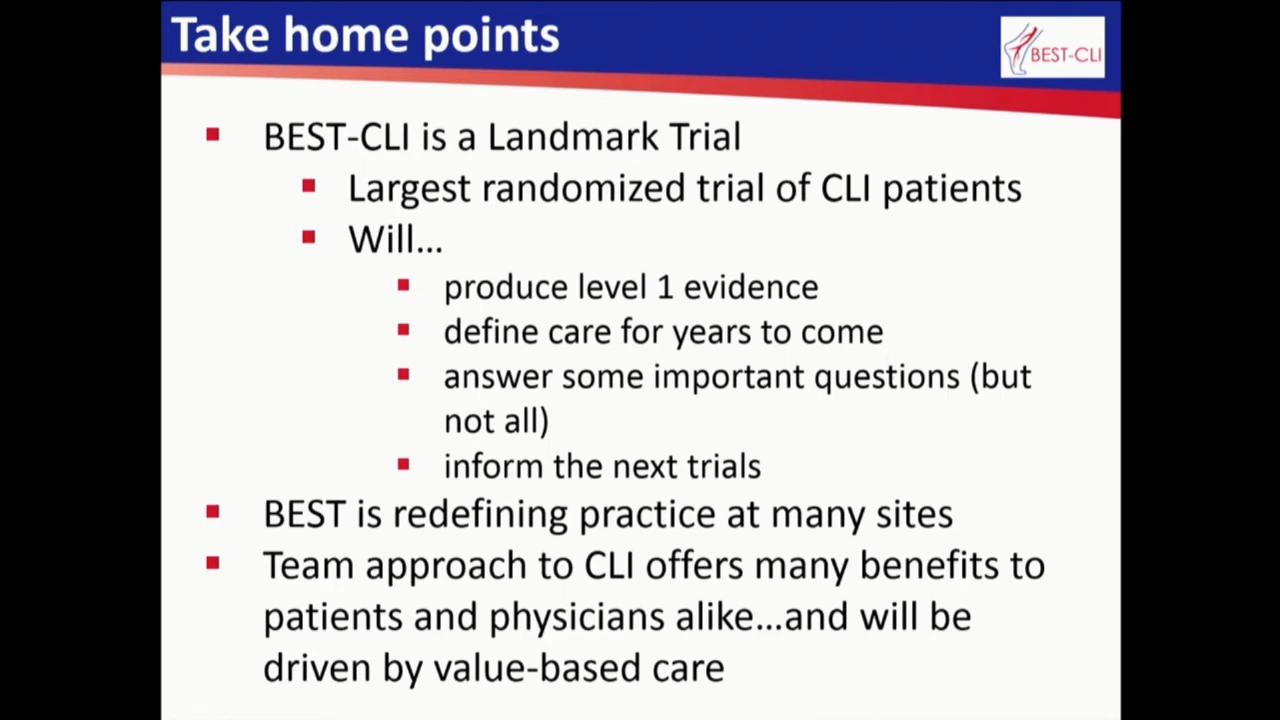 Take home points
BEST-CLI
BEST-CLI is a Landmark Trial
Largest randomized trial of CLI patients
Will...
produce level 1 evidence
define care for years to come
answer some important questions (but
not all)
inform the next trials
BEST is redefining practice at many sites
Team approach to CLI offers many benefits to
patients and physicians alike...and will be
driven by value-based care